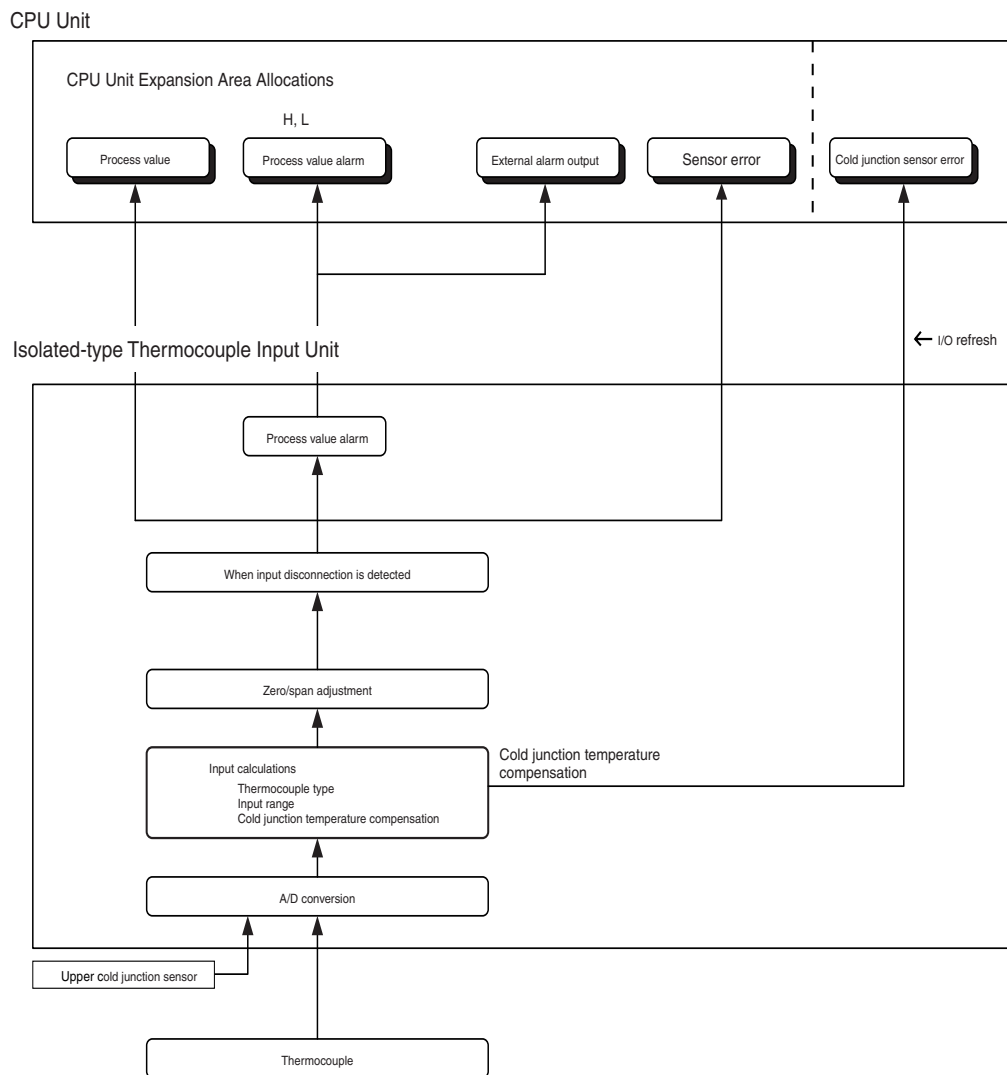 CPU Unit
CPU Unit Expansion Area Allocations
H, L
Process value
Process value alarm
External alarm output
Sensor error
Cold junction sensor error
I/O refresh
Isolated-type Thermocouple Input Unit
Process value alarm
When input disconnection is detected
Zero/span adjustment
Input calculations
Thermocouple type
Input range
Cold junction temperature compensation
Cold junction temperature
compensation
A/D conversion
Upper cold junction sensor
Thermocouple